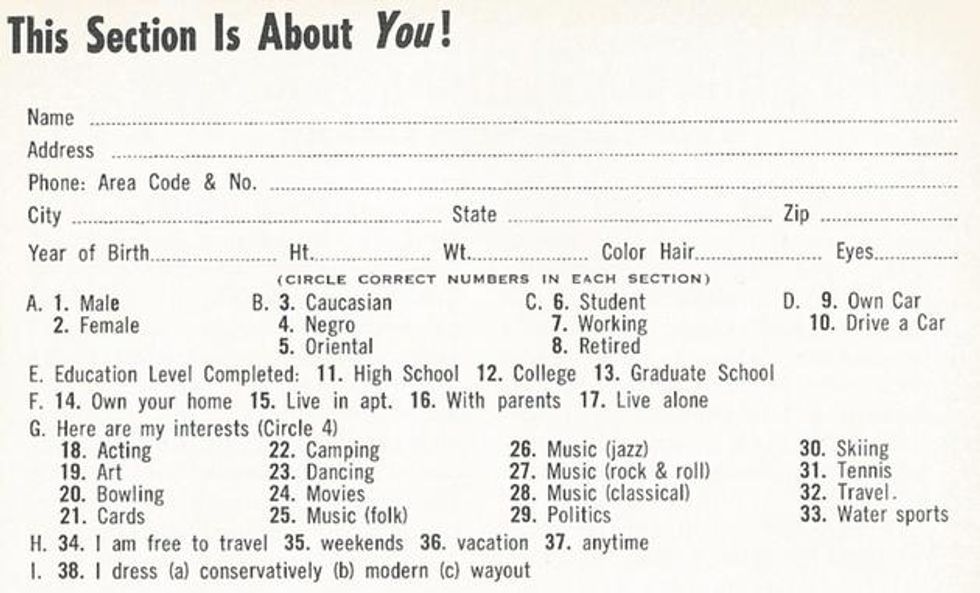 This Section Is About You!
Name
Address
Phone: Area Code & No.
City State Zip
Year of Birth Ht. Wt. Color Hair Eyes
(CIRCLE CORRECT NUMBERS IN EACH SECTION)
A. 1. Male B. 3. Caucasian C. 6. Student D. 9. Own Car
2. Female 4. Negro 7. Working 10. Drive a Car
5. Oriental 8. Retired
E. Education Level Completed: 11. High School 12. College 13. Graduate School
F. 14. Own your home 15. Live in apt. 16. With parents 17. Live alone
G. Here are my interests (Circle 4)
18. Acting 22. Camping 26. Music (jazz) 30. Skiing
19. Art 23. Dancing 27. Music (rock & roll) 31. Tennis
20. Bowling 24. Movies 28. Music (classical) 32. Travel.
21. Cards 25. Music (folk) 29. Politics 33. Water sports
H. 34. I am free to travel 35. weekends 36. vacation 37. anytime
I. 38. I dress (a) conservatively (b) modern (c) wayout